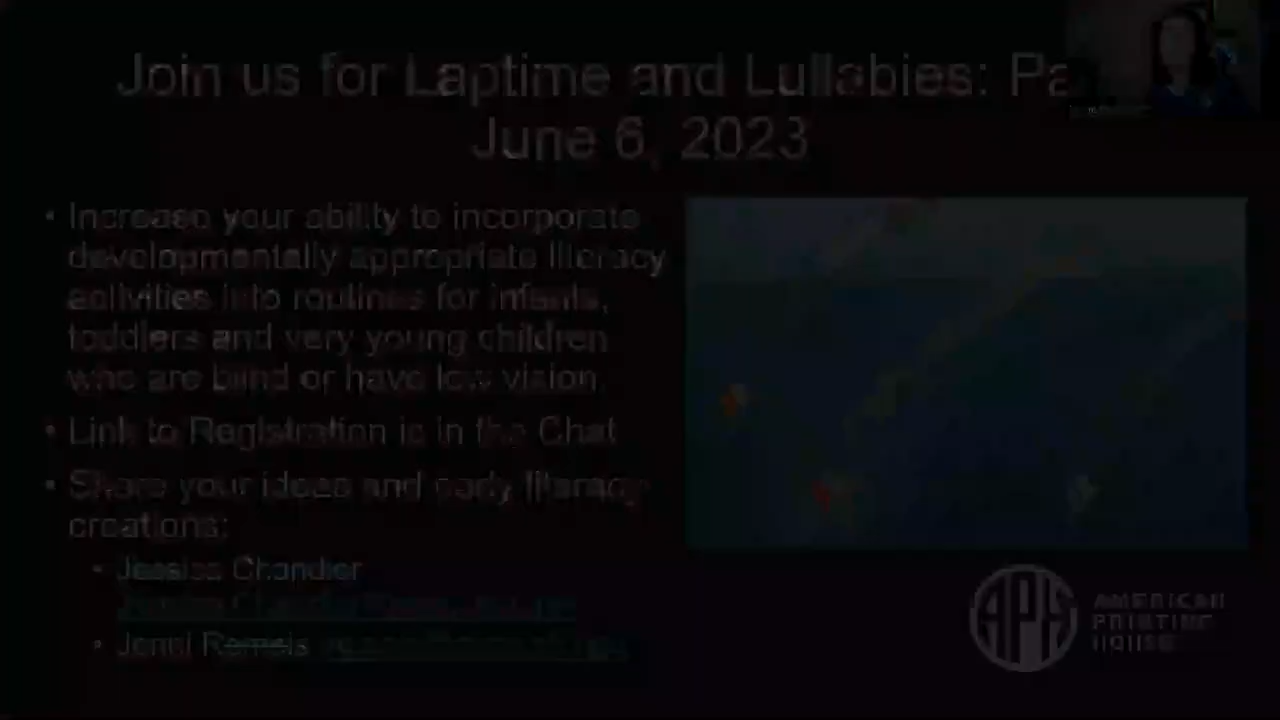 Join us for Laptime and Lullabies:
June 6, 2023
• Increase your ability to incorporate
developmentally appropriate literacy
activities into routines for infants,
toddlers and very young children
who are blind or have low vision.
• Link to Registration is in the Chat
• Share your ideas and early literacy
creations:
• Jessica Chandler
• Jenni Remeis
APH
AMERICAN
PRINTING
HOUSE